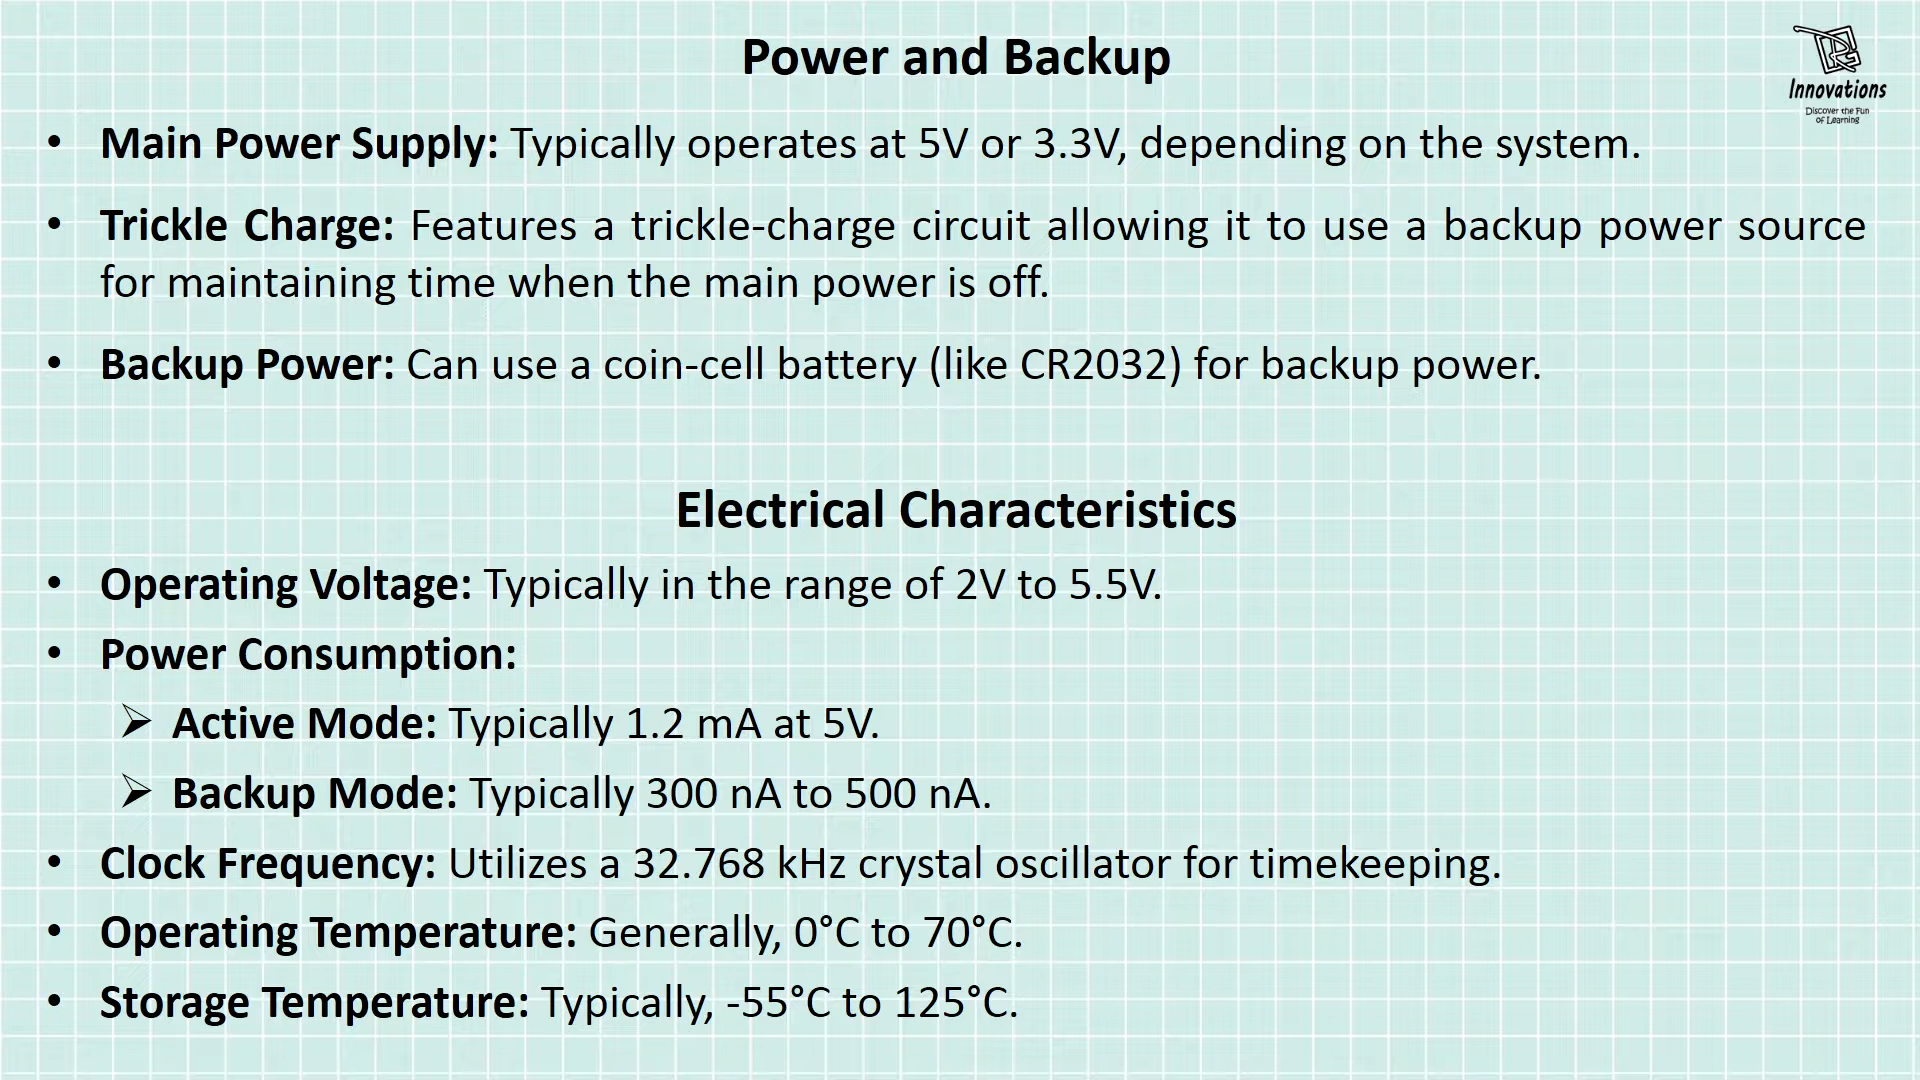 Power and Backup
Innovations
Discover the Fun
of Learning
• Main Power Supply: Typically operates at 5V or 3.3V, depending on the system.
• Trickle Charge: Features a trickle-charge circuit allowing it to use a backup power source
for maintaining time when the main power is off.
• Backup Power: Can use a coin-cell battery (like CR2032) for backup power.
Electrical Characteristics
• Operating Voltage: Typically in the range of 2V to 5.5V.
• Power Consumption:
➢ Active Mode: Typically 1.2 mA at 5V.
➢ Backup Mode: Typically 300 nA to 500 nA.
• Clock Frequency: Utilizes a 32.768 kHz crystal oscillator for timekeeping.
• Operating Temperature: Generally, 0°C to 70°C.
• Storage Temperature: Typically, -55°C to 125°C.